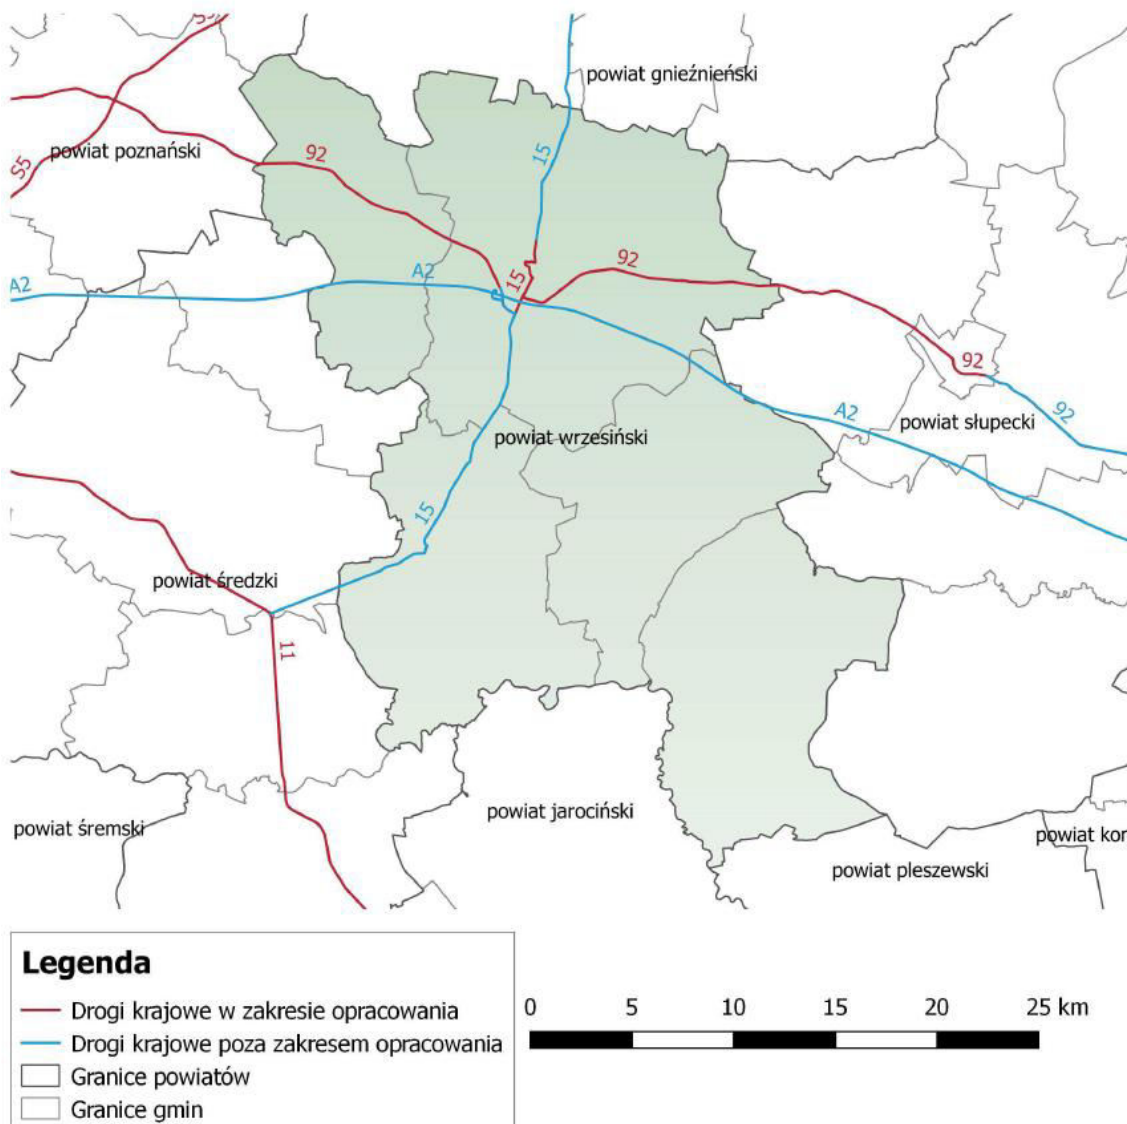 S5
powiat gnieźnieński
powiat poznański
S5
92
15
A2
A2
15
92
92
92
A2
powiat słupecki
powiat wrzesiński
15
powiat średzki
11
powiat śremski
powiat jarociński
powiat kor
powiat pleszewski
Legenda
Drogi krajowe w zakresie opracowania
Drogi krajowe poza zakresem opracowania
Granice powiatów
Granice gmin
0 5 10 15 20 25 km